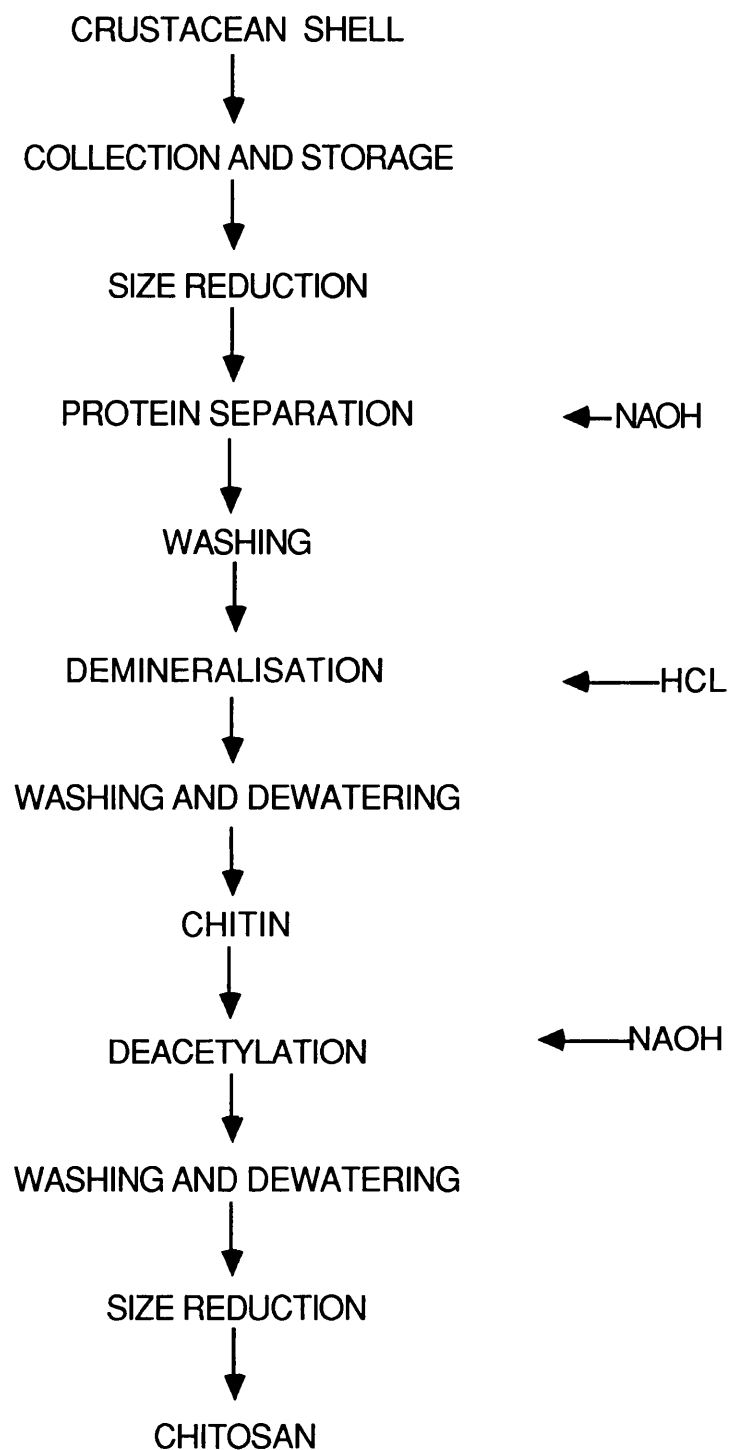 CRUSTACEAN SHELL
COLLECTION AND STORAGE
SIZE REDUCTION
PROTEIN SEPARATION
NAOH
WASHING
DEMINERALISATION
HCL
WASHING AND DEWATERING
CHITIN
DEACETYLATION
NAOH
WASHING AND DEWATERING
SIZE REDUCTION
CHITOSAN